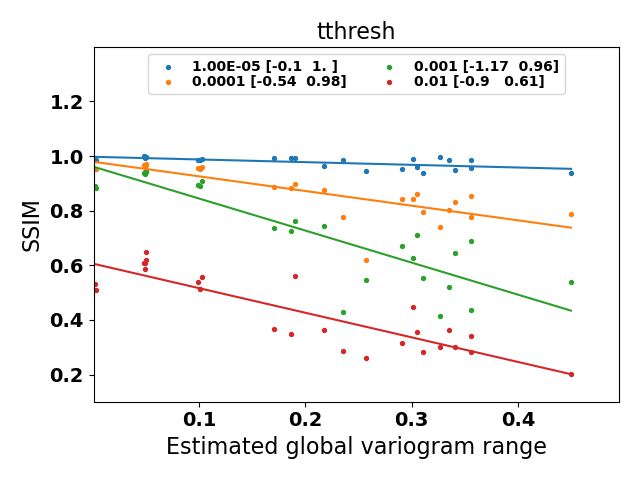 tthresh
1.00E-05 [-0.1  1. ]
0.0001 [-0.54  0.98]
0.001 [-1.17  0.96]
0.01 [-0.9   0.61]
SSIM
1.2
1.0
0.8
0.6
0.4
0.2
0.1 0.2 0.3 0.4
Estimated global variogram range